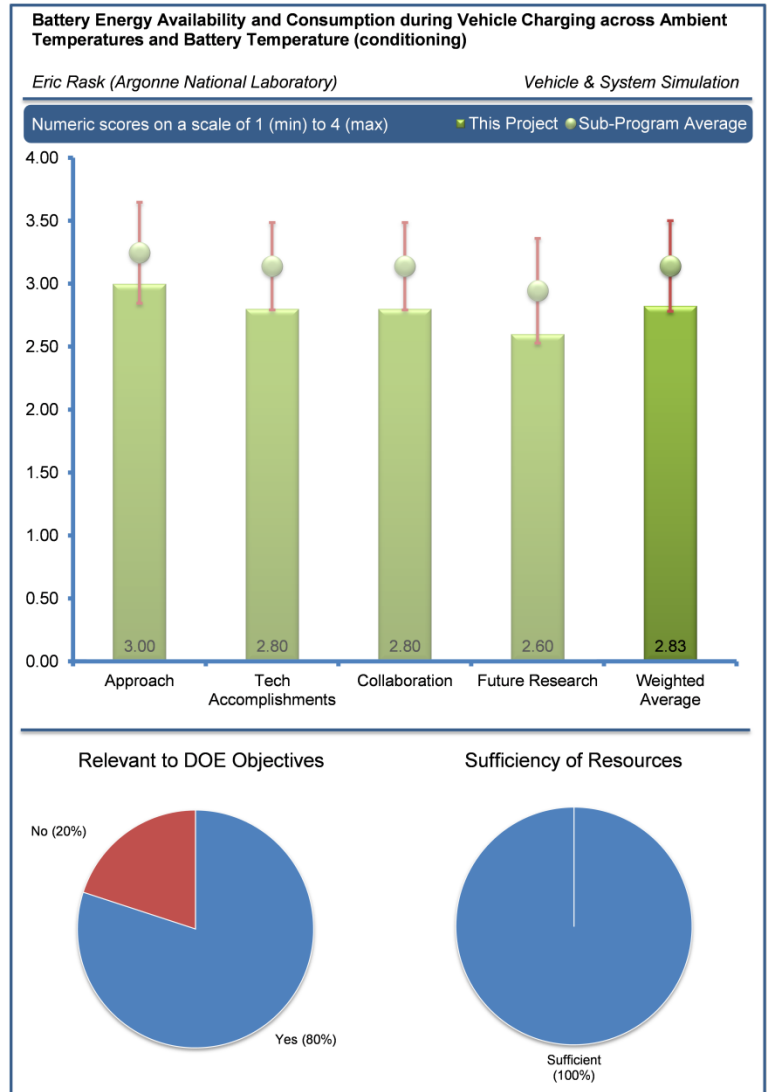 Battery Energy Availability and Consumption during Vehicle Charging across Ambient
Temperatures and Battery Temperature (conditioning)
Eric Rask (Argonne National Laboratory) Vehicle & System Simulation
Numeric scores on a scale of 1 (min) to 4 (max) This Project Sub-Program Average
4.00
3.50
3.00
2.50
2.00
1.50
1.00
0.50
0.00
3.00 2.80 2.80 2.60 2.83
Approach Tech Collaboration Future Research Weighted
Accomplishments Average
Relevant to DOE Objectives Sufficiency of Resources
No (20%)
Yes (80%)
Sufficient
(100%)